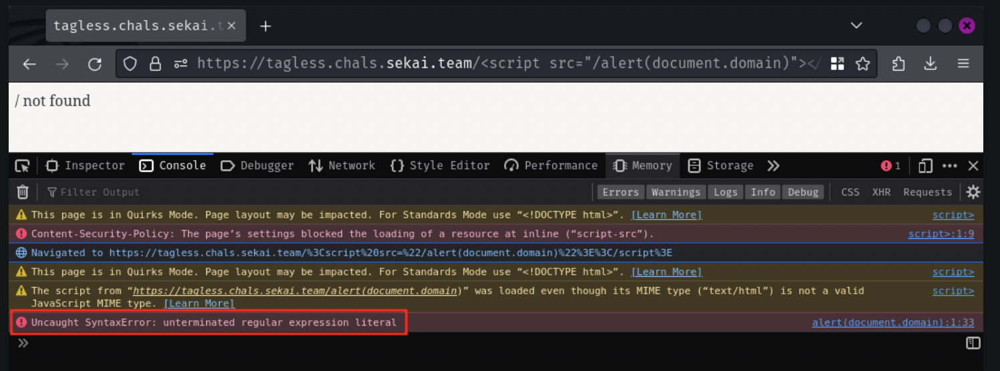 tagless.chals.sekai.t
https://tagless.chals.sekai.team/<script src="/alert(document.domain)"></
/ not found
Inspector Console Debugger Network Style Editor Performance Memory Storage 1
Filter Output Errors Warnings Logs Info Debug CSS XHR Requests
This page is in Quirks Mode. Page layout may be impacted. For Standards Mode use “<!DOCTYPE html>”. [Learn More] script>
Content-Security-Policy: The page’s settings blocked the loading of a resource at inline (“script-src”). script>:1:9
Navigated to https://tagless.chals.sekai.team/%3Cscript%20src=%22/alert(document.domain)%22%3E%3C/script%3E
This page is in Quirks Mode. Page layout may be impacted. For Standards Mode use “<!DOCTYPE html>”. [Learn More] script>
The script from “https://tagless.chals.sekai.team/alert(document.domain)” was loaded even though its MIME type (“text/html”) is not a valid script>
JavaScript MIME type. [Learn More]
Uncaught SyntaxError: unterminated regular expression literal alert(document.domain):1:33